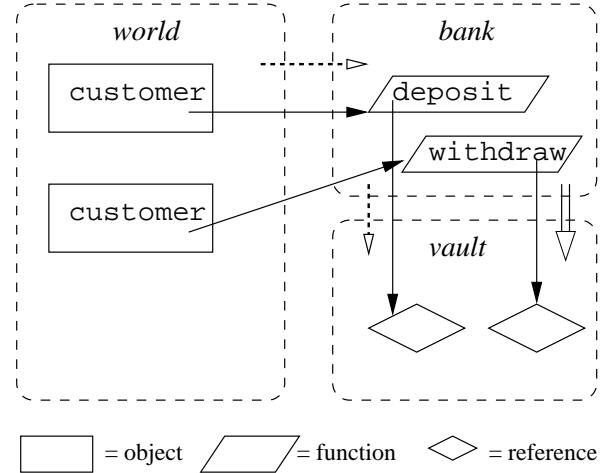 world
bank
customer
deposit
withdraw
customer
vault
= object
= function
= reference